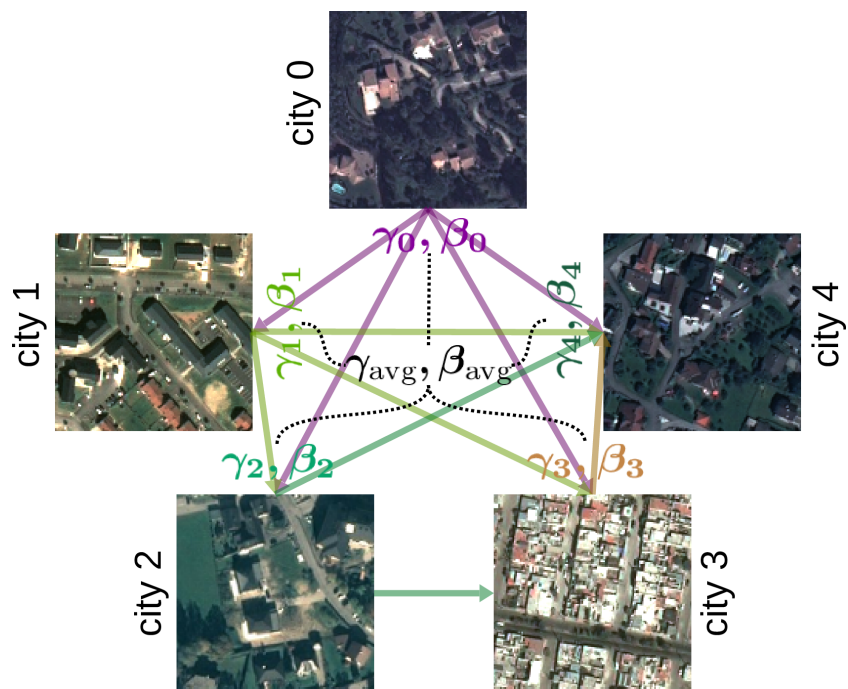 city 0
γ₀, β₀
city 1
γ₁, β₁
γ₄, β₄
city 4
γavg, βavg
γ₂, β₂
γ₃, β₃
city 2
city 3